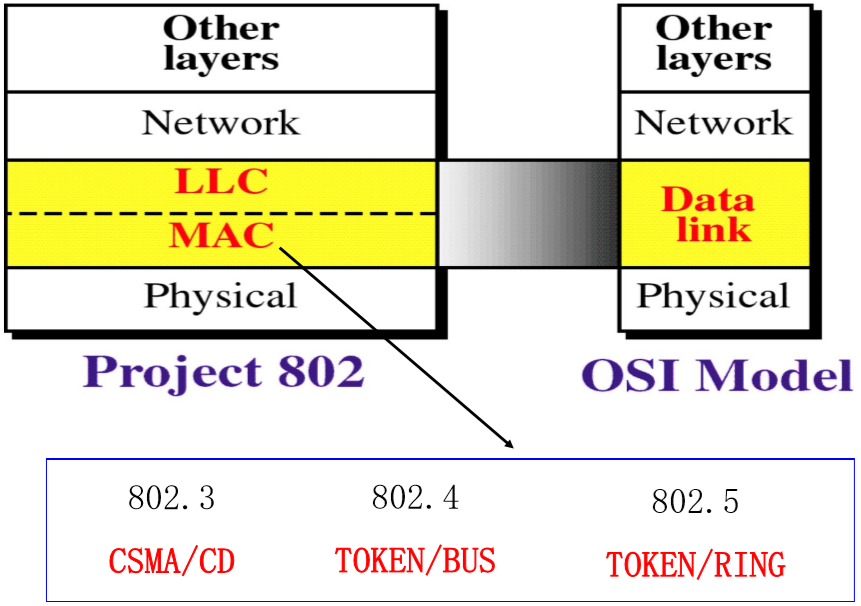 Other
layers
Network
LLC
MAC
Physical
Project 802
Other
layers
Network
Data
link
Physical
OSI Model
802.3
802.4
802.5
CSMA/CD
TOKEN/BUS
TOKEN/RING